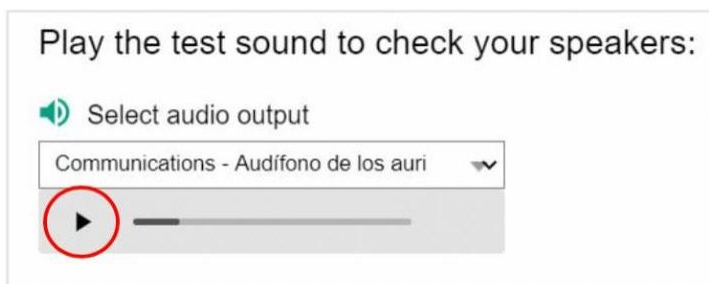 Play the test sound to check your speakers:
Select audio output
Communications - Audífono de los auri